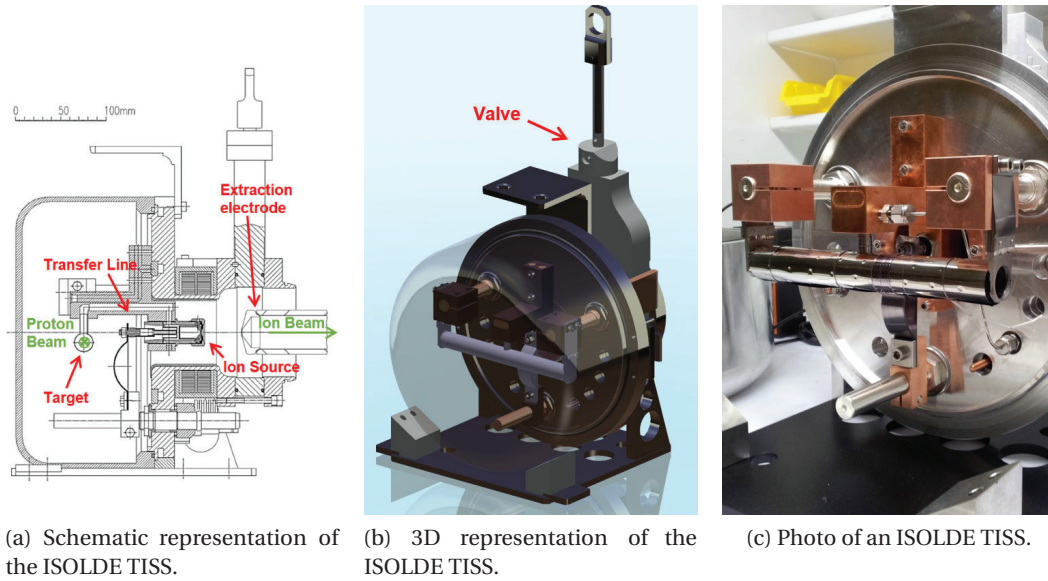 0 50 100mm
Extraction
electrode
Transfer Line
Proton
Beam
Ion Beam
Ion Source
Target
Valve
(a) Schematic representation of
the ISOLDE TISS.
(b) 3D representation of the
ISOLDE TISS.
(c) Photo of an ISOLDE TISS.